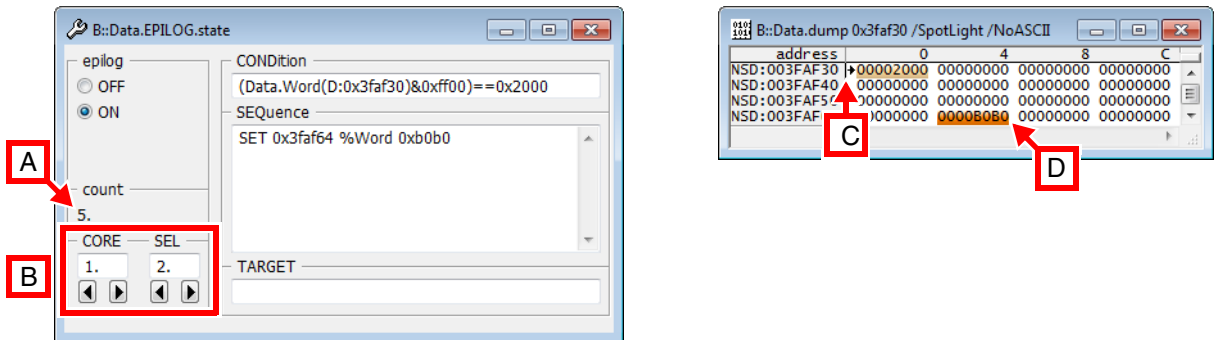 B::Data.EPILOG.state
epilog
OFF
ON
A
count
5.
CORE SEL
B
1. 2.
CONDition
(Data.Word(D:0x3faf30)&0xff00)==0x2000
SEQuence
SET 0x3faf64 %Word 0xb0b0
TARGET
B::Data.dump 0x3faf30 /SpotLight /NoASCII
address 0 4 8 C
NSD:003FAF30 00002000 00000000 00000000 00000000
NSD:003FAF40 00000000 00000000 00000000 00000000
NSD:003FAF50 00000000 00000000 00000000 00000000
NSD:003FAF 0000B0B0 00000000 00000000
C
D